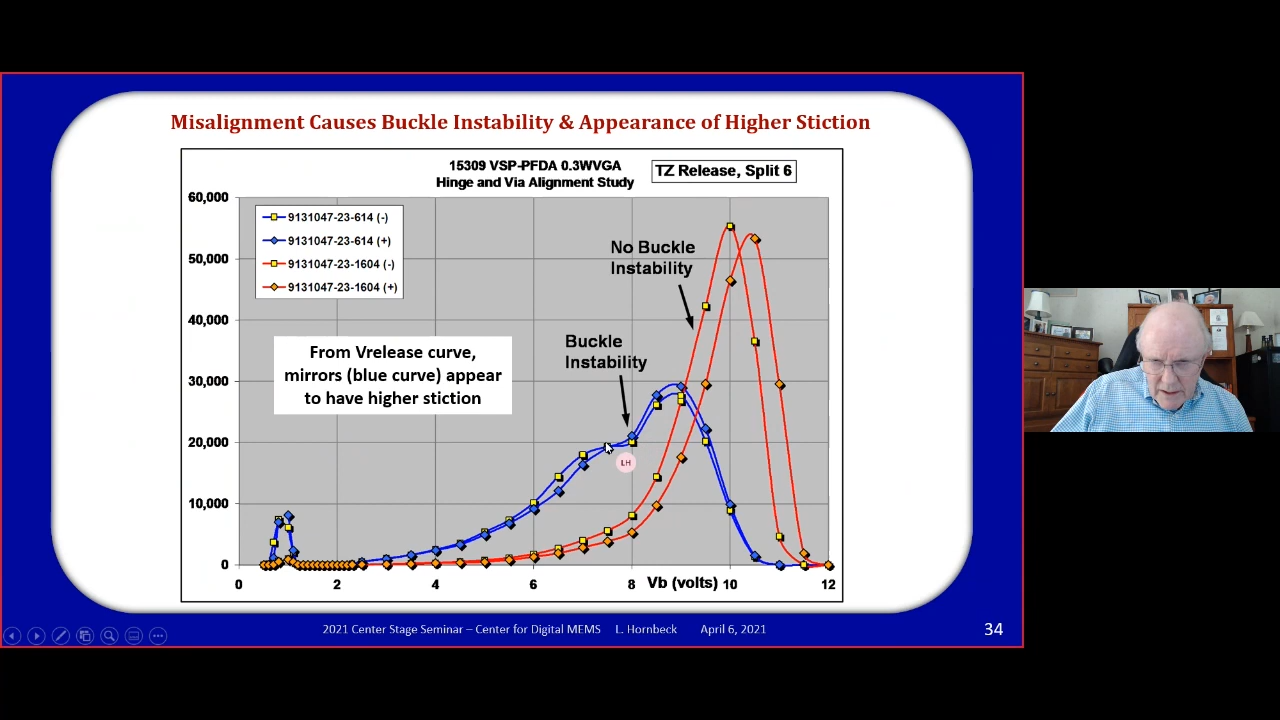 Misalignment Causes Buckle Instability & Appearance of Higher Stiction
15309 VSP-PFDA 0.3WVGA
Hinge and Via Alignment Study
TZ Release, Split 6
60,000
50,000
40,000
30,000
20,000
10,000
0
9131047-23-614 (-)
9131047-23-614 (+)
9131047-23-1604 (-)
9131047-23-1604 (+)
No Buckle
Instability
Buckle
Instability
From Vrelease curve,
mirrors (blue curve) appear
to have higher stiction
LH
0 2 4 6 8 Vb (volts) 10 12
2021 Center Stage Seminar – Center for Digital MEMS L. Hornbeck April 6, 2021
34